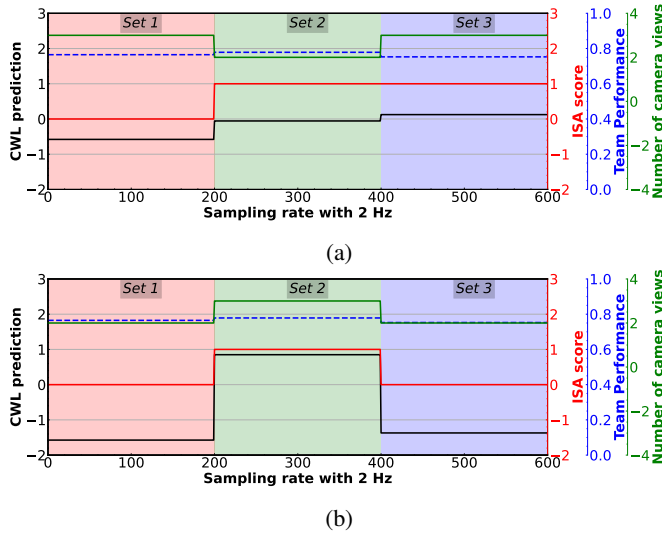 Set 1 Set 2 Set 3
3 3 1.0 4
2 2 0.8 2
1 1 0.6 0
0 0 0.4
−1 −1 0.2 −2
−2 −2 0.0 −4
0 100 200 300 400 500 600
CWL prediction
Sampling rate with 2 Hz
ISA score
Team Performance
Number of camera views
(a)
Set 1 Set 2 Set 3
3 3 1.0 4
2 2 0.8 2
1 1 0.6 0
0 0 0.4
−1 −1 0.2 −2
−2 −2 0.0 −4
0 100 200 300 400 500 600
CWL prediction
Sampling rate with 2 Hz
ISA score
Team Performance
Number of camera views
(b)